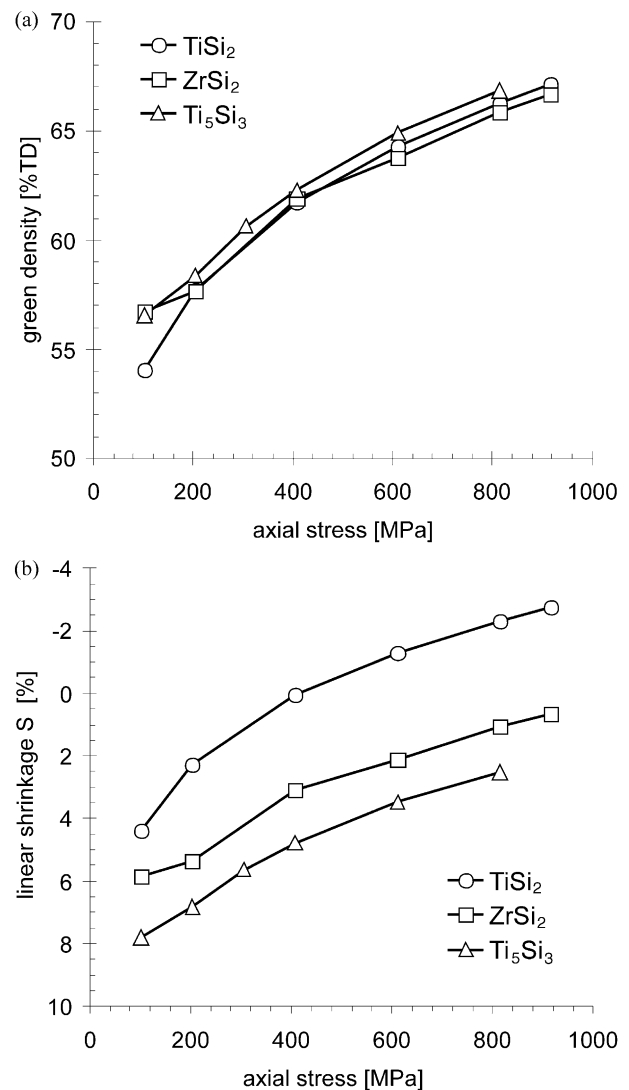 (a)
70
65
60
55
50
green density [%TD]
TiSi₂
ZrSi₂
Ti₅Si₃
0 200 400 600 800 1000
axial stress [MPa]
(b)
-4
-2
0
2
4
6
8
10
linear shrinkage S [%]
TiSi₂
ZrSi₂
Ti₅Si₃
0 200 400 600 800 1000
axial stress [MPa]